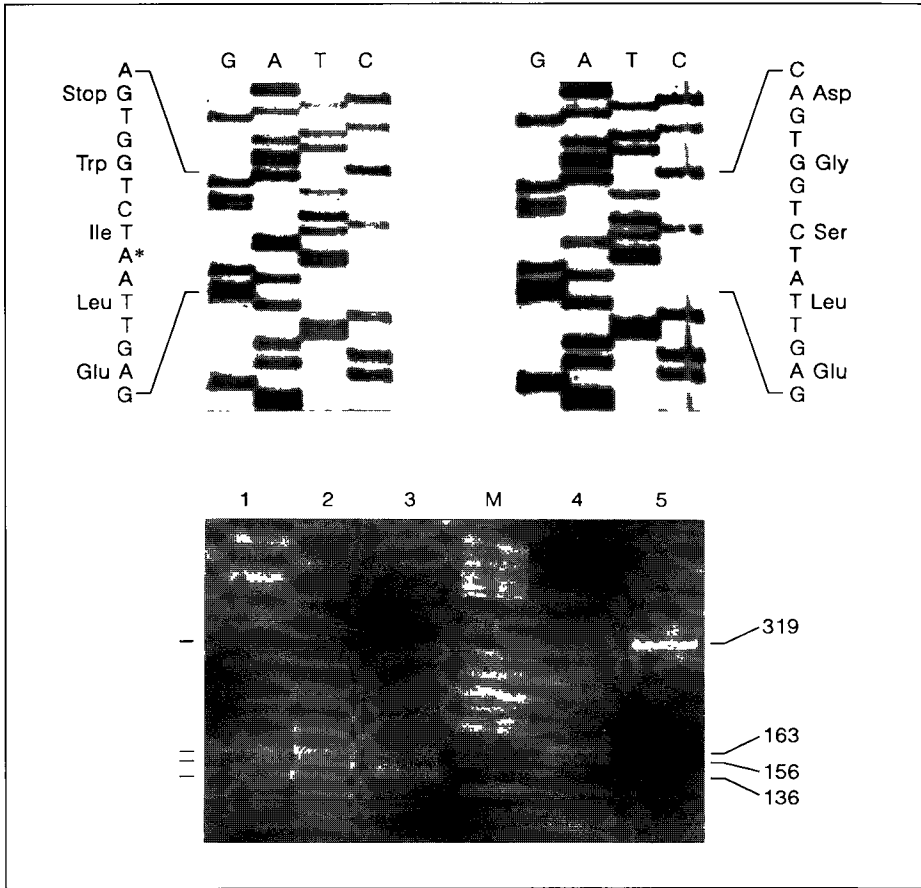 G A T C
A
Stop G
T
G
Trp G
T
C
Ile T
A*
A
Leu T
T
G
Glu A
G
G A T C
C
A Asp
G
T
G Gly
G
T
C Ser
T
A
T Leu
T
G
A Glu
G
1 2 3 M 4 5
319
163
156
136